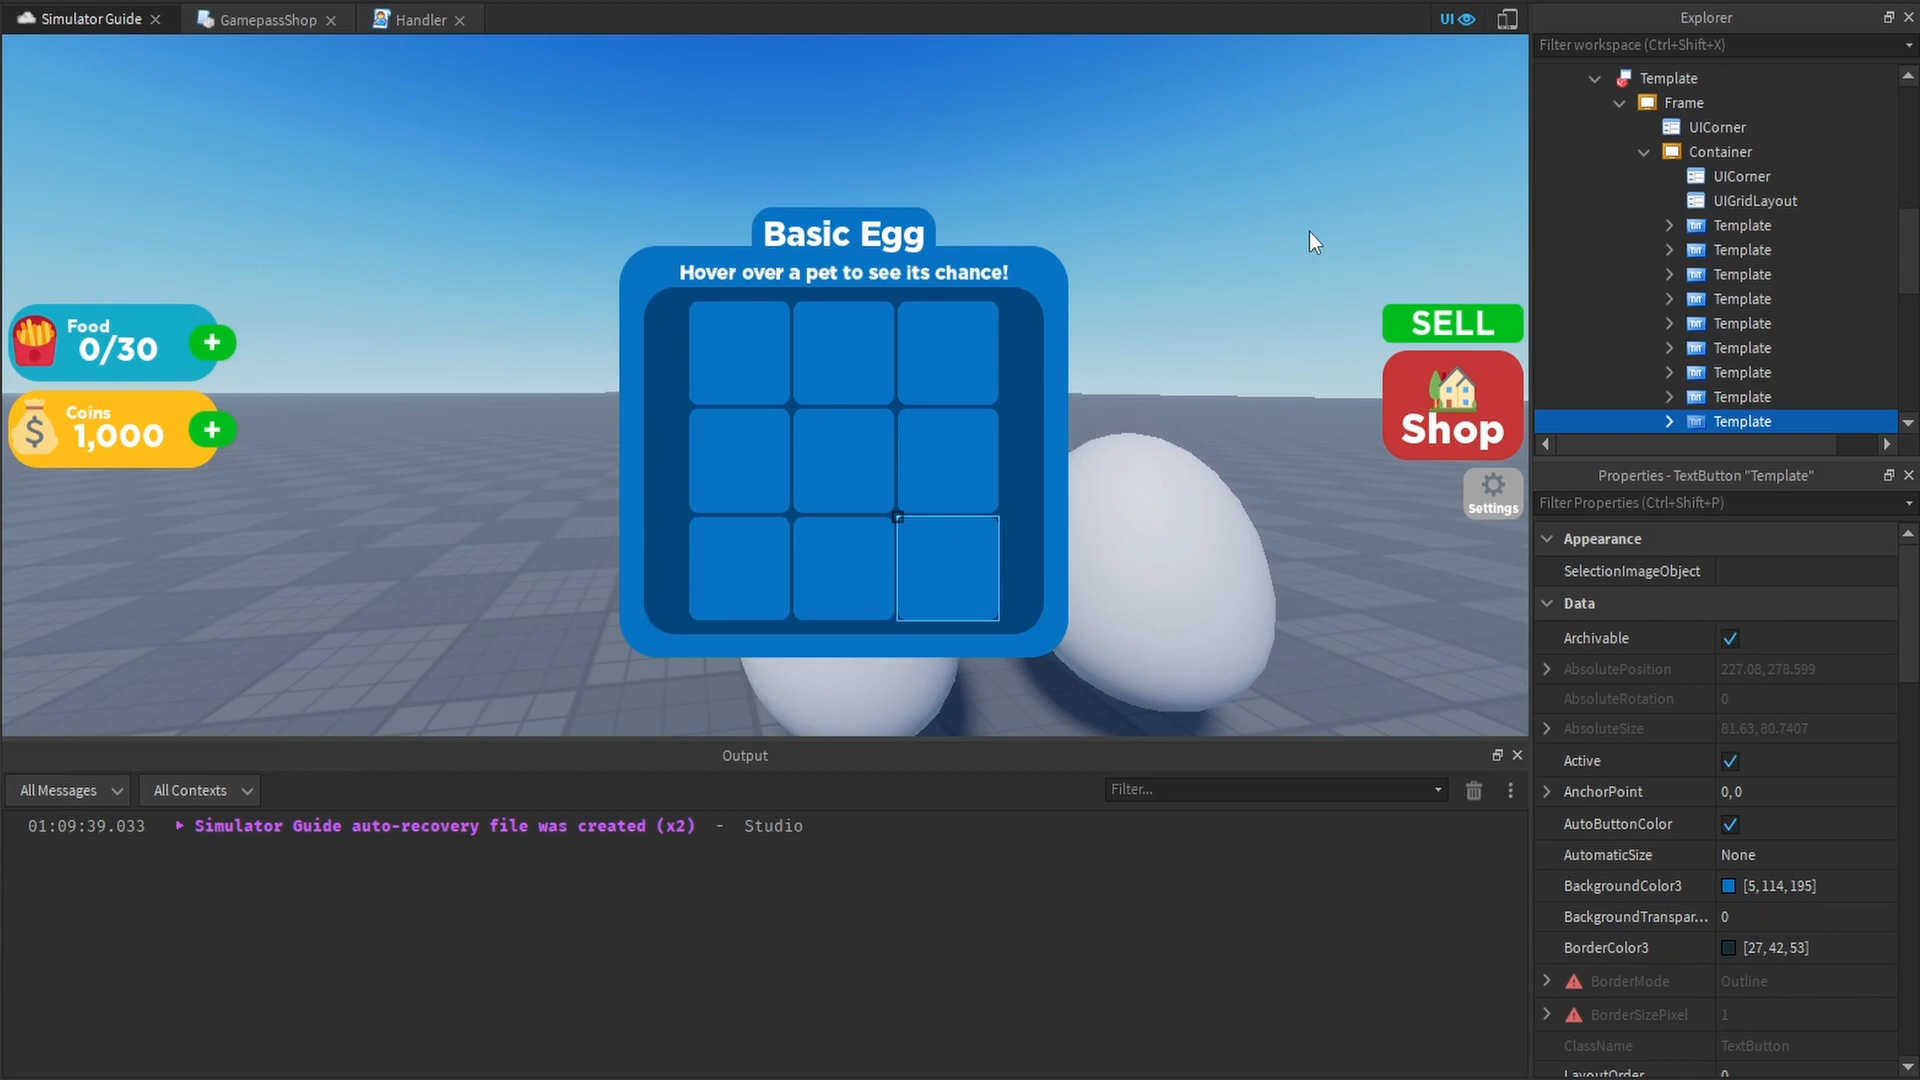 Simulator Guide
GamepassShop
Handler
UI
Basic Egg
Hover over a pet to see its chance!
Food
0/30
+
Coins
1,000
+
SELL
Shop
Settings
Output
All Messages
All Contexts
Filter...
01:09:39.033 Simulator Guide auto-recovery file was created (x2) - Studio
Explorer
Filter workspace (Ctrl+Shift+X)
Template
Frame
UICorner
Container
UICorner
UIGridLayout
Template
Template
Template
Template
Template
Template
Template
Template
Template
Properties - TextButton "Template"
Filter Properties (Ctrl+Shift+P)
Appearance
SelectionImageObject
Data
Archivable
AbsolutePosition 227.08, 278.599
AbsoluteRotation 0
AbsoluteSize 81.63, 80.7407
Active
AnchorPoint 0, 0
AutoButtonColor
AutomaticSize None
BackgroundColor3 [5, 114, 195]
BackgroundTranspar... 0
BorderColor3 [27, 42, 53]
BorderMode Outline
BorderSizePixel 1
ClassName TextButton
LayoutOrder 0